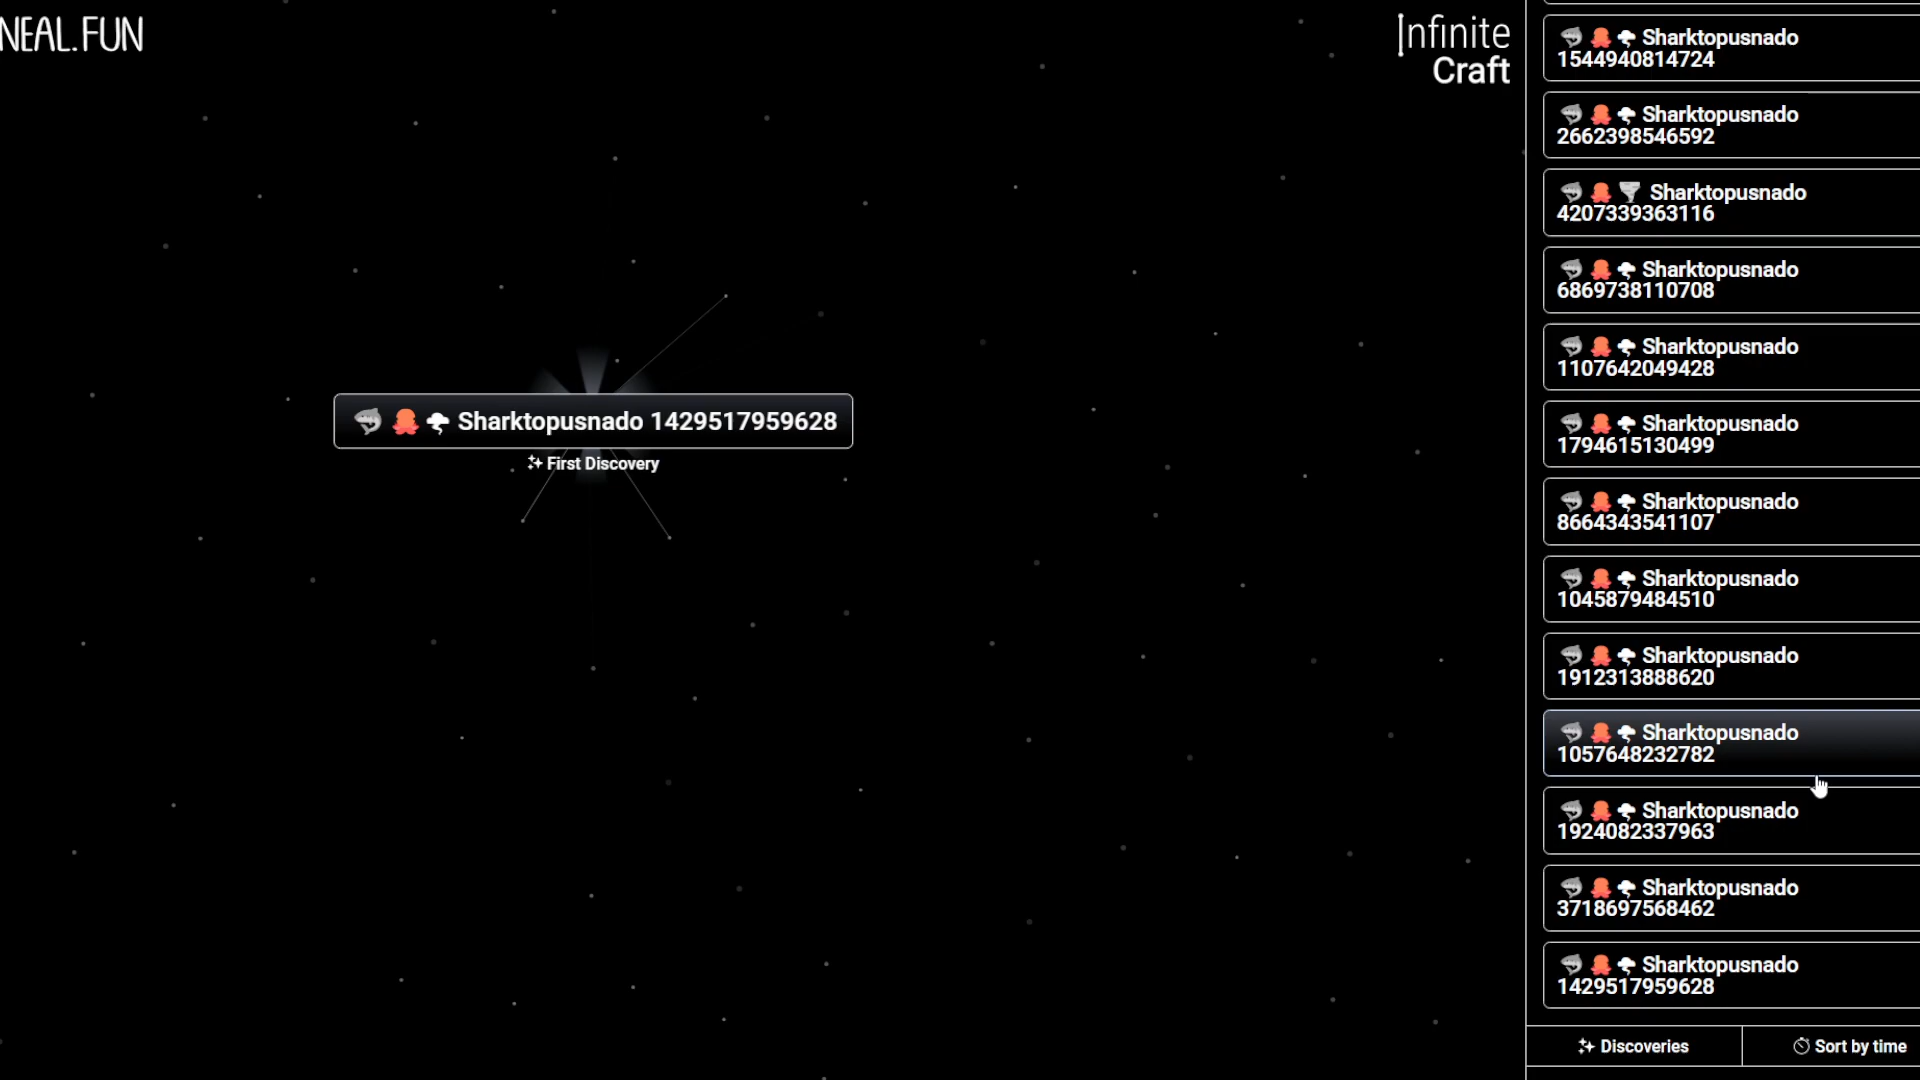 NEAL.FUN
Infinite
Craft
Sharktopusnado 1429517959628
First Discovery
Sharktopusnado
1544940814724
Sharktopusnado
2662398546592
Sharktopusnado
4207339363116
Sharktopusnado
6869738110708
Sharktopusnado
1107642049428
Sharktopusnado
1794615130499
Sharktopusnado
8664343541107
Sharktopusnado
1045879484510
Sharktopusnado
1912313888620
Sharktopusnado
1057648232782
Sharktopusnado
1924082337963
Sharktopusnado
3718697568462
Sharktopusnado
1429517959628
Discoveries
Sort by time